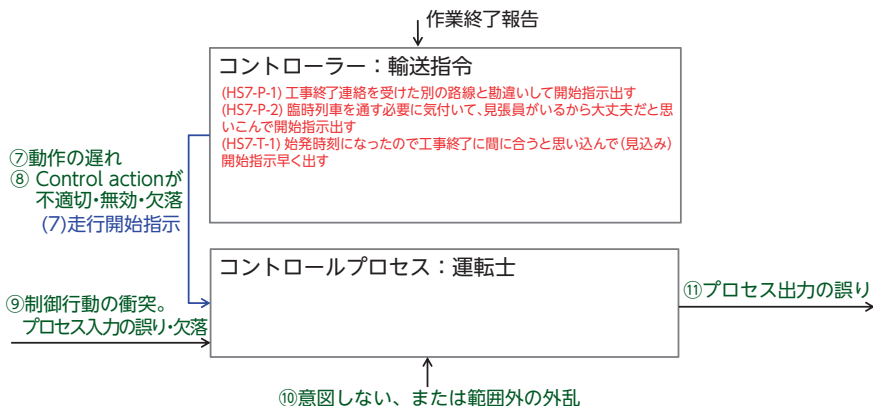 作業終了報告
コントローラー：輸送指令
(HS7-P-1) 工事終了連絡を受けた別の路線と勘違いして開始指示出す
(HS7-P-2) 臨時列車を通す必要に気付いて、見張員がいるから大丈夫だと思
いこんで開始指示出す
(HS7-T-1) 始発時刻になったので工事終了に間に合うと思い込んで(見込み)
開始指示早く出す
⑦動作の遅れ
⑧ Control actionが
不適切・無効・欠落
(7)走行開始指示
コントロールプロセス：運転士
⑨制御行動の衝突。
プロセス入力の誤り・欠落
⑪プロセス出力の誤り
⑩意図しない、または範囲外の外乱